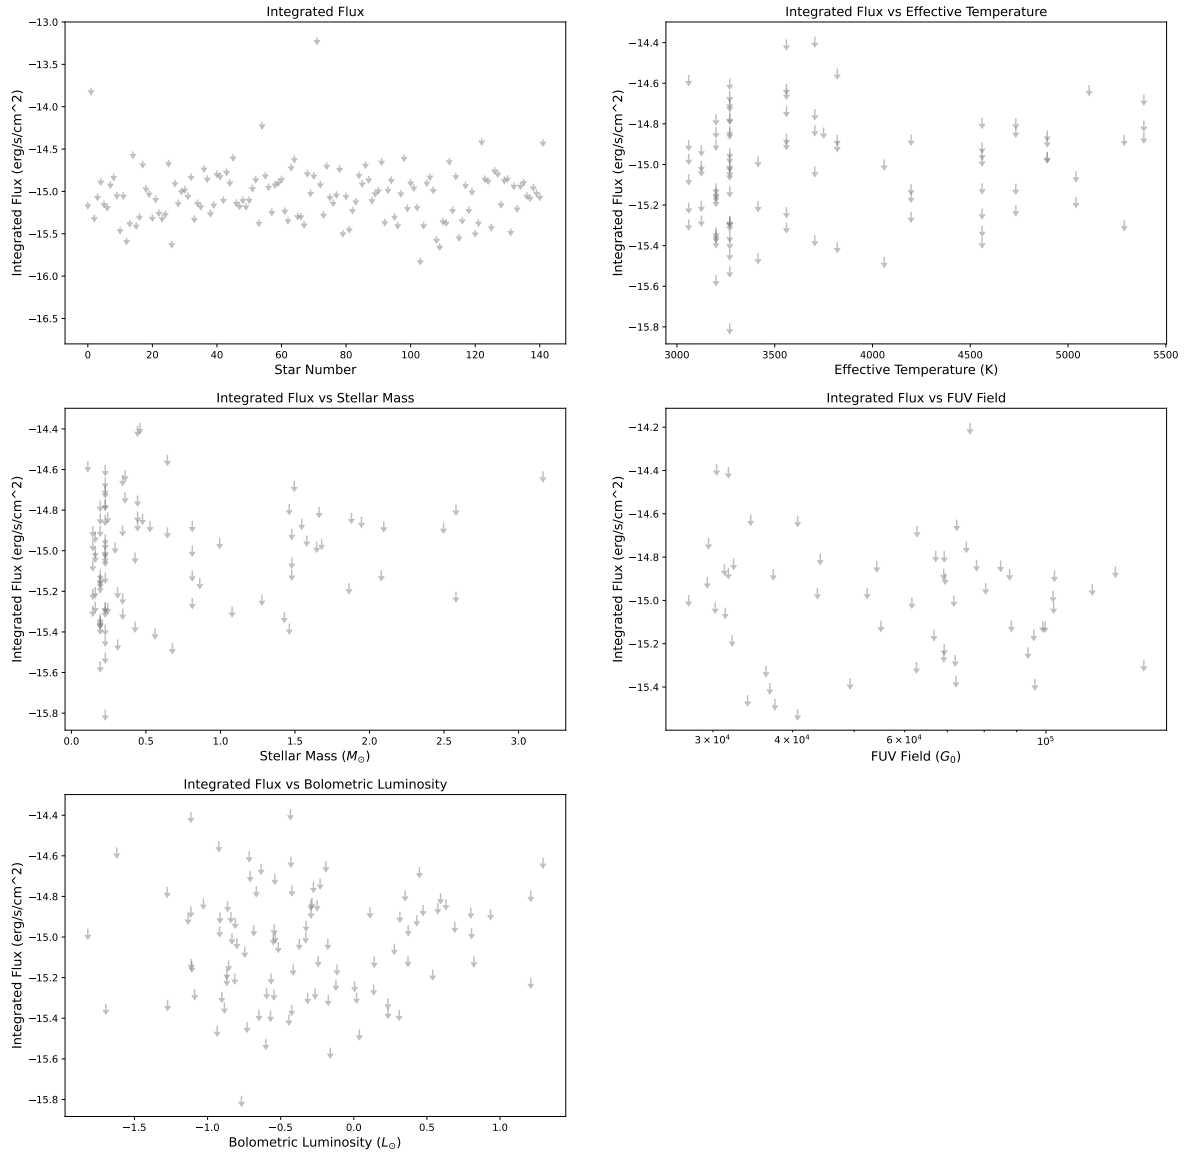 Integrated Flux
Integrated Flux (erg/s/cm^2)
−13.0
−13.5
−14.0
−14.5
−15.0
−15.5
−16.0
−16.5
0 20 40 60 80 100 120 140
Star Number
Integrated Flux vs Effective Temperature
Integrated Flux (erg/s/cm^2)
−14.4
−14.6
−14.8
−15.0
−15.2
−15.4
−15.6
−15.8
3000 3500 4000 4500 5000 5500
Effective Temperature (K)
Integrated Flux vs Stellar Mass
Integrated Flux (erg/s/cm^2)
−14.4
−14.6
−14.8
−15.0
−15.2
−15.4
−15.6
−15.8
0.0 0.5 1.0 1.5 2.0 2.5 3.0
Stellar Mass (M⊙)
Integrated Flux vs FUV Field
Integrated Flux (erg/s/cm^2)
−14.2
−14.4
−14.6
−14.8
−15.0
−15.2
−15.4
3 × 10⁴ 4 × 10⁴ 6 × 10⁴ 10⁵
FUV Field (G₀)
Integrated Flux vs Bolometric Luminosity
Integrated Flux (erg/s/cm^2)
−14.4
−14.6
−14.8
−15.0
−15.2
−15.4
−15.6
−15.8
−1.5 −1.0 −0.5 0.0 0.5 1.0
Bolometric Luminosity (L⊙)